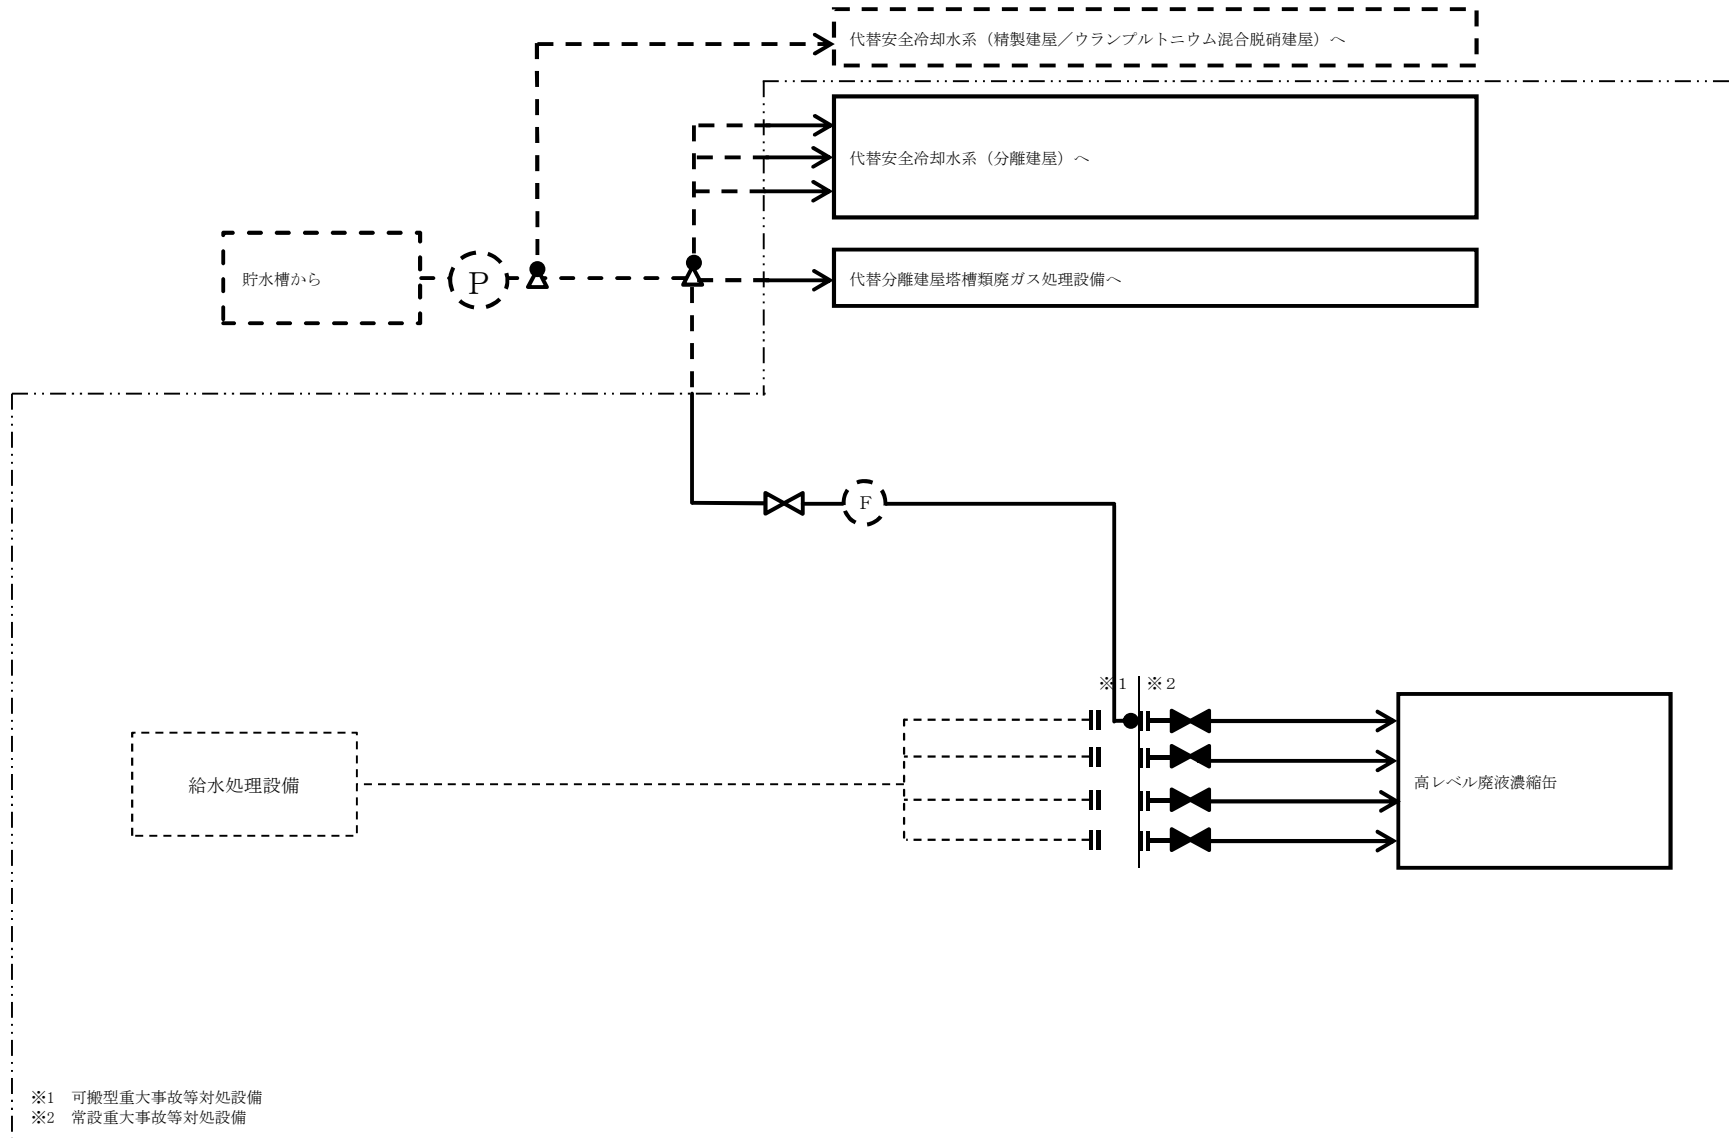 代替安全冷却水系（精製建屋／ウランプルトニウム混合脱硝建屋）へ
代替安全冷却水系（分離建屋）へ
貯水槽から
P
代替分離建屋塔槽類廃ガス処理設備へ
F
※1 ※2
給水処理設備
高レベル廃液濃縮缶
※1　可搬型重大事故等対処設備
※2　常設重大事故等対処設備